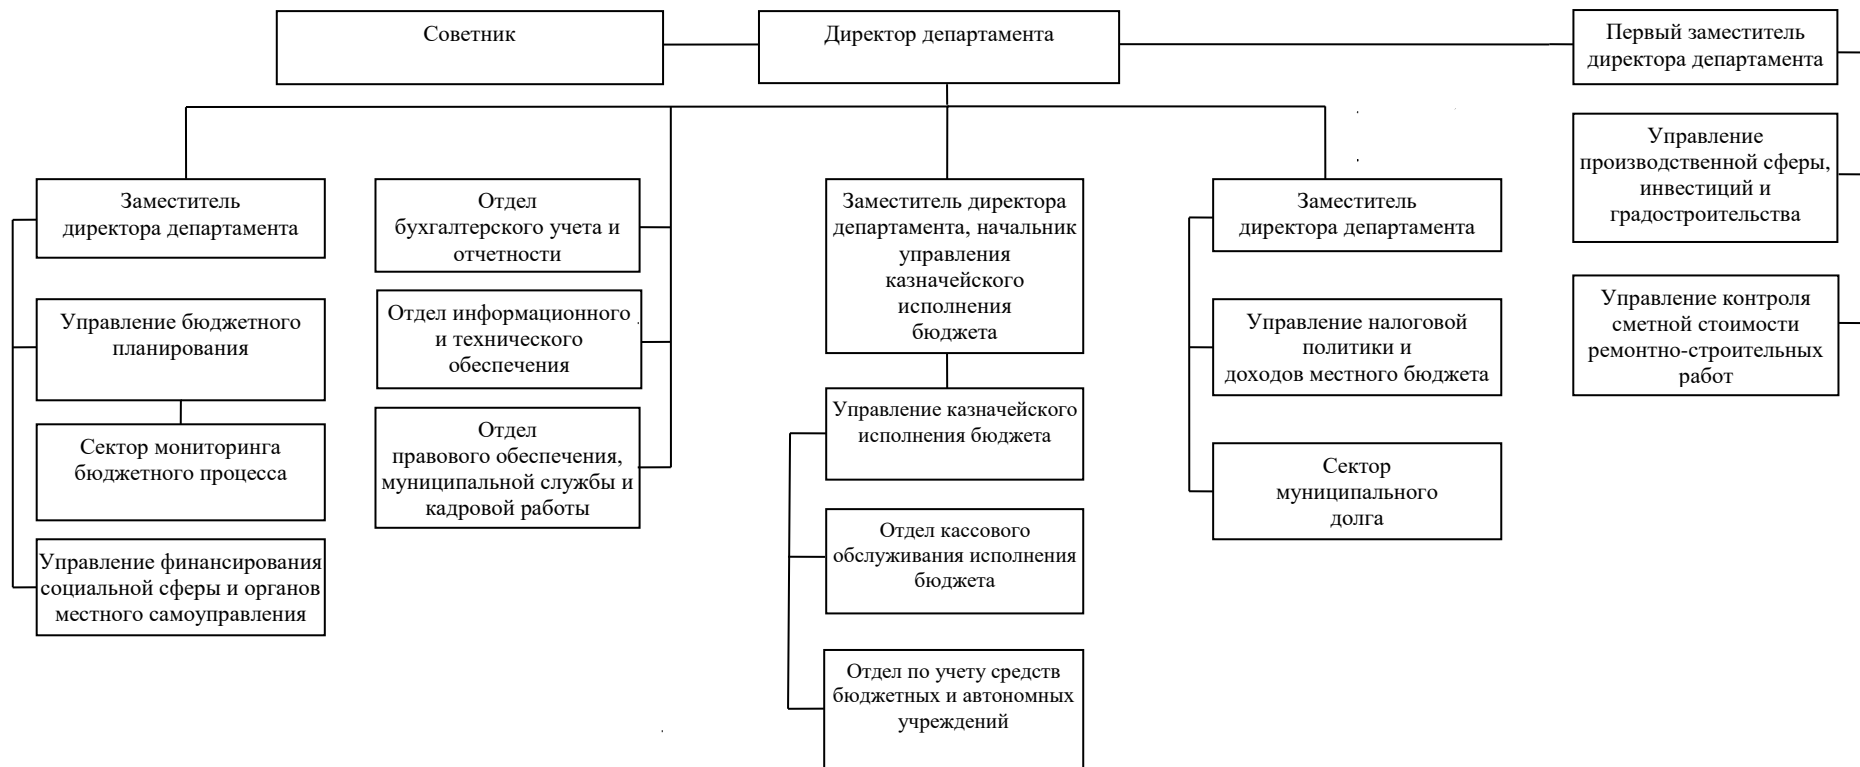 Советник
Директор департамента
Первый заместитель
директора департамента
Управление
производственной сферы,
инвестиций и
градостроительства
Управление контроля
сметной стоимости
ремонтно-строительных
работ
Заместитель
директора департамента
Управление бюджетного
планирования
Сектор мониторинга
бюджетного процесса
Управление финансирования
социальной сферы и органов
местного самоуправления
Отдел
бухгалтерского учета и
отчетности
Отдел информационного
и технического
обеспечения
Отдел
правового обеспечения,
муниципальной службы и
кадровой работы
Заместитель директора
департамента, начальник
управления
казначейского
исполнения
бюджета
Управление казначейского
исполнения бюджета
Отдел кассового
обслуживания исполнения
бюджета
Отдел по учету средств
бюджетных и автономных
учреждений
Заместитель
директора департамента
Управление налоговой
политики и
доходов местного бюджета
Сектор
муниципального
долга